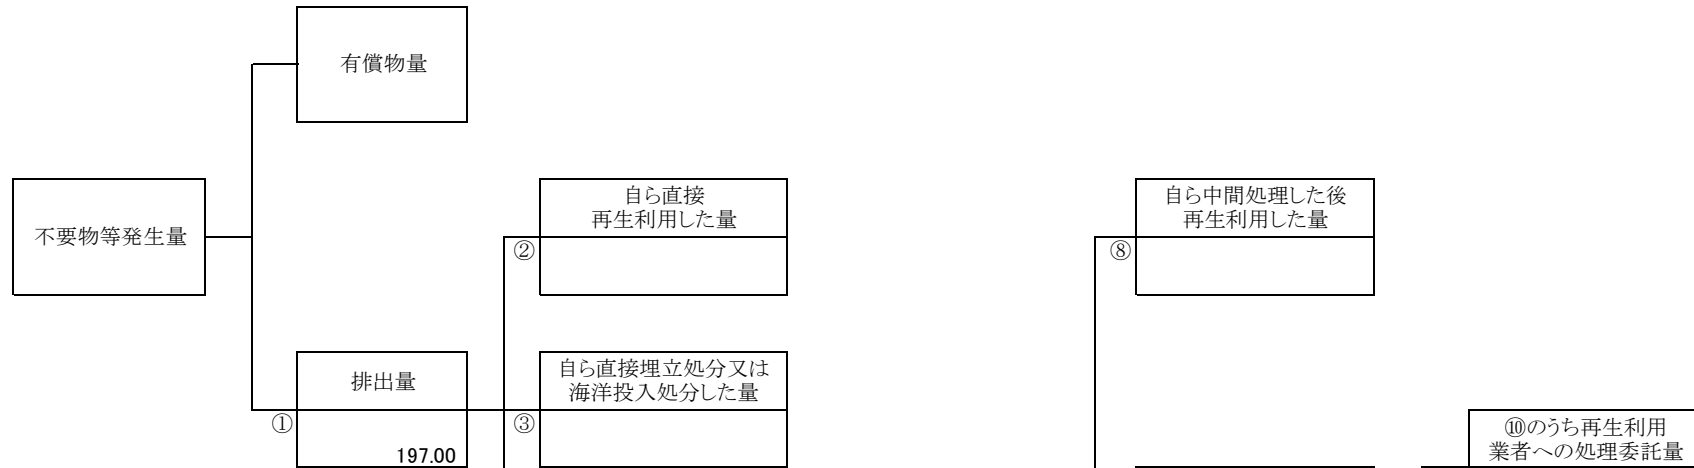 有償物量
不要物等発生量
自ら直接
再生利用した量
②
自ら中間処理した後
再生利用した量
⑧
排出量
①
197.00
自ら直接埋立処分又は
海洋投入処分した量
③
⑩のうち再生利用
業者への処理委託量